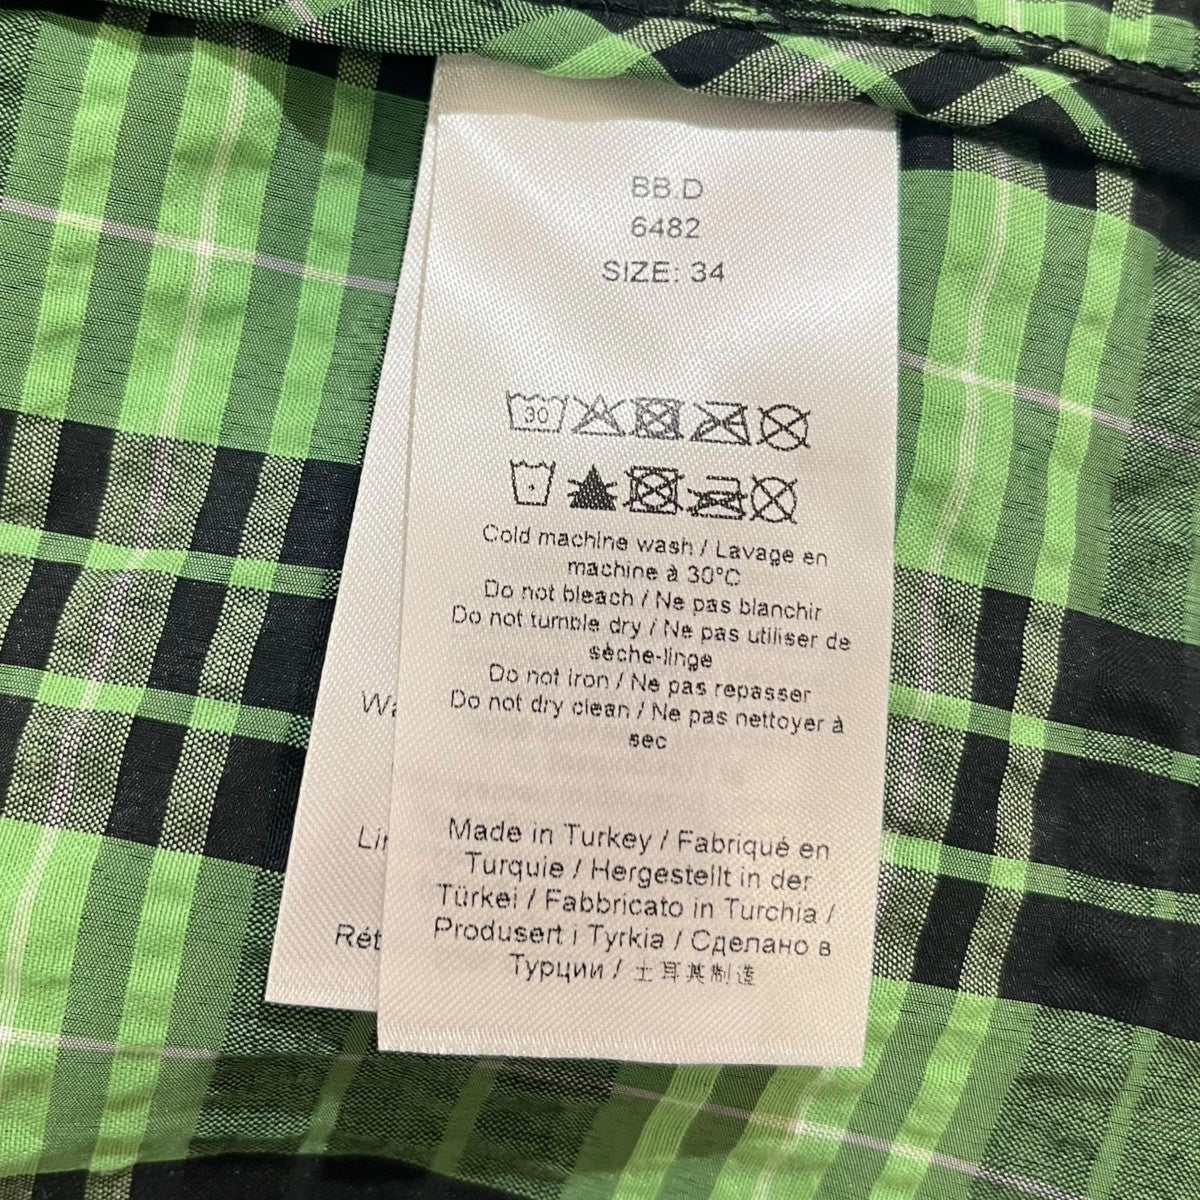 BB.D
6482
SIZE: 34
30
Cold machine wash / Lavage en
machine à 30°C
Do not bleach / Ne pas blanchir
Do not tumble dry / Ne pas utiliser de
sèche-linge
Do not iron / Ne pas repasser
Do not dry clean / Ne pas nettoyer à
sec
Made in Turkey / Fabriqué en
Turquie / Hergestellt in der
Türkei / Fabbricato in Turchia /
Produsert i Tyrkia / Сделано в
Турции / 土耳其制造
Rét